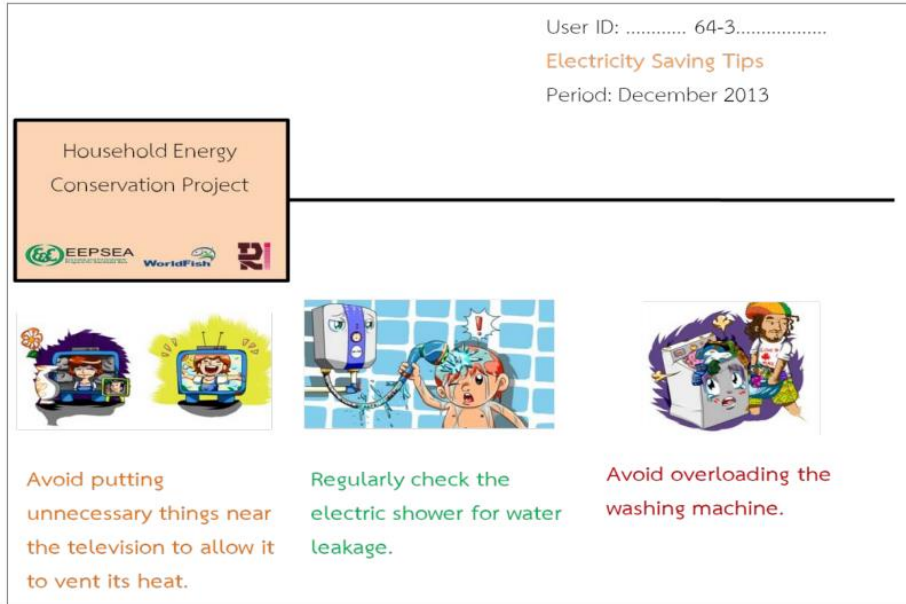 User ID: ............ 64-3..................
Electricity Saving Tips
Period: December 2013
Household Energy
Conservation Project
EEPSEA
WorldFish
Avoid putting
unnecessary things near
the television to allow it
to vent its heat.
Regularly check the
electric shower for water
leakage.
Avoid overloading the
washing machine.